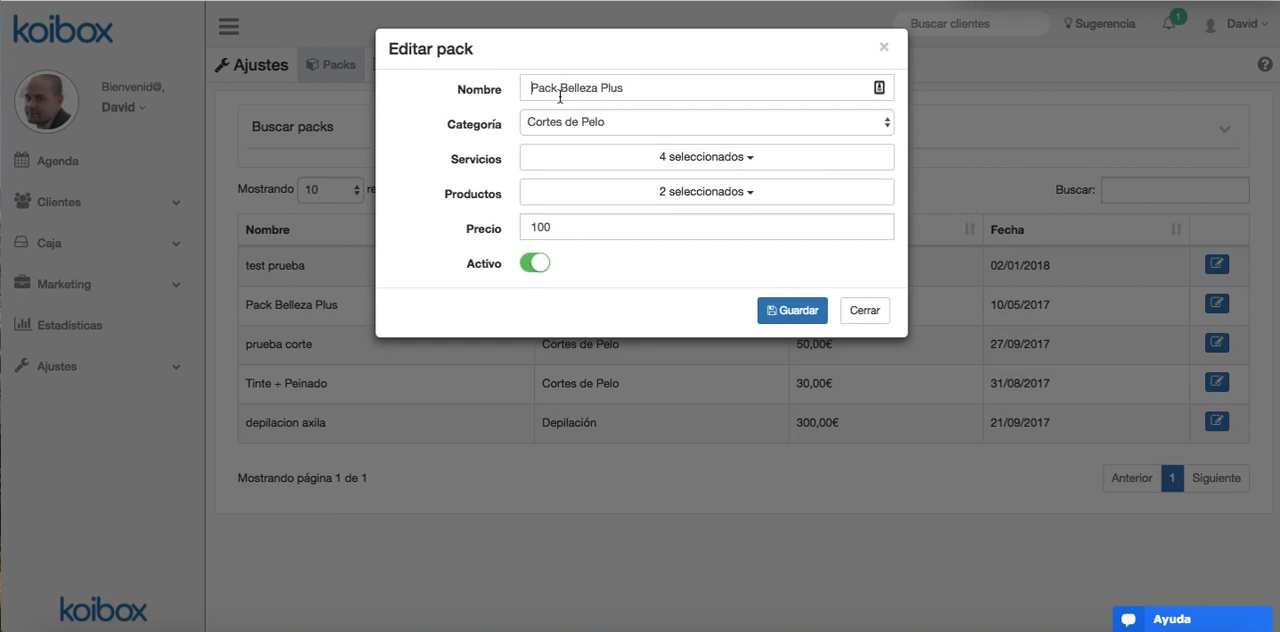 koibox
Buscar clientes
Sugerencia
1
David
Bienvenid@,
David
Agenda
Clientes
Caja
Marketing
Estadísticas
Ajustes
koibox
Ajustes
Packs
Editar pack
×
Nombre
Pack Belleza Plus
Categoría
Cortes de Pelo
Servicios
4 seleccionados
Productos
2 seleccionados
Precio
100
Activo
Guardar
Cerrar
Buscar packs
Mostrando 10 re
Buscar:
Nombre
Fecha
test prueba
02/01/2018
Pack Belleza Plus
10/05/2017
prueba corte
Cortes de Pelo
50,00€
27/09/2017
Tinte + Peinado
Cortes de Pelo
30,00€
31/08/2017
depilacion axila
Depilación
300,00€
21/09/2017
Mostrando página 1 de 1
Anterior
1
Siguiente
Ayuda